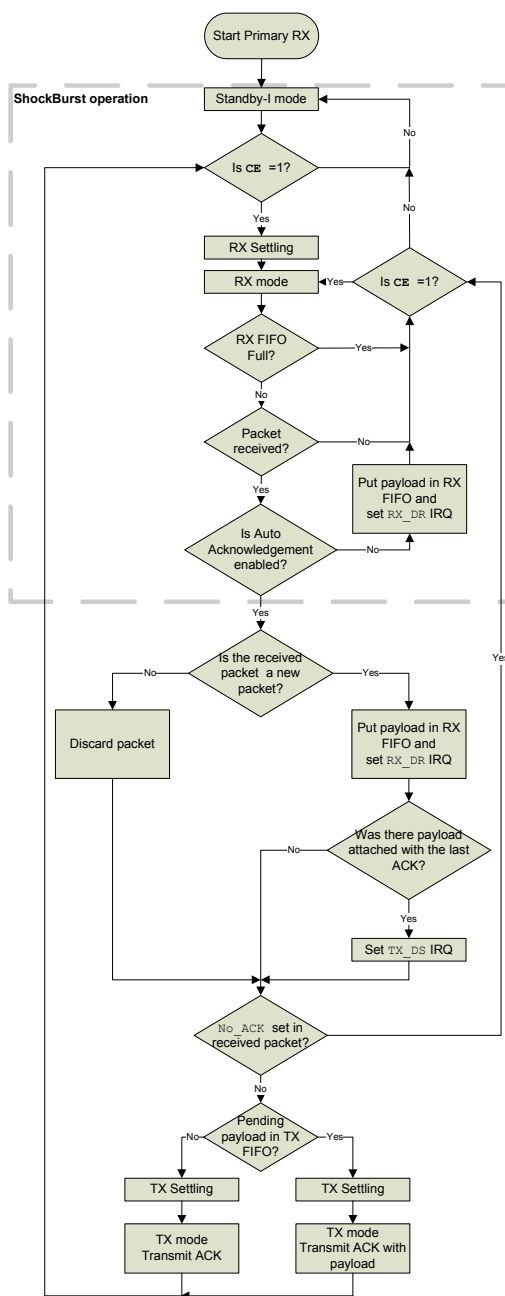 Start Primary RX
ShockBurst operation
Standby-I mode
No
Is CE =1?
No
Yes
RX Settling
RX mode
Yes
Is CE =1?
RX FIFO
Full?
Yes
No
Packet
received?
No
Put payload in RX
FIFO and
set RX_DR IRQ
Yes
Is Auto
Acknowledgement
enabled?
No
Yes
Yes
Is the received
packet a new
packet?
No
Yes
Discard packet
Put payload in RX
FIFO and
set RX_DR IRQ
Was there payload
attached with the last
ACK?
No
Yes
Set TX_DS IRQ
No_ACK set in
received packet?
No
Pending
payload in TX
FIFO?
No
Yes
TX Settling
TX Settling
TX mode
Transmit ACK
TX mode
Transmit ACK with
payload